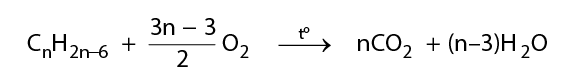 CₙH₂ₙ₋₆ + (3n − 3)/2 O₂ →(t°) nCO₂ + (n–3)H₂O